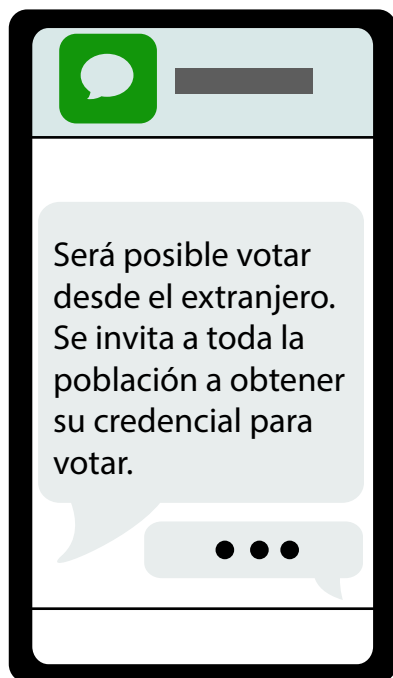 Será posible votar
desde el extranjero.
Se invita a toda la
población a obtener
su credencial para
votar.